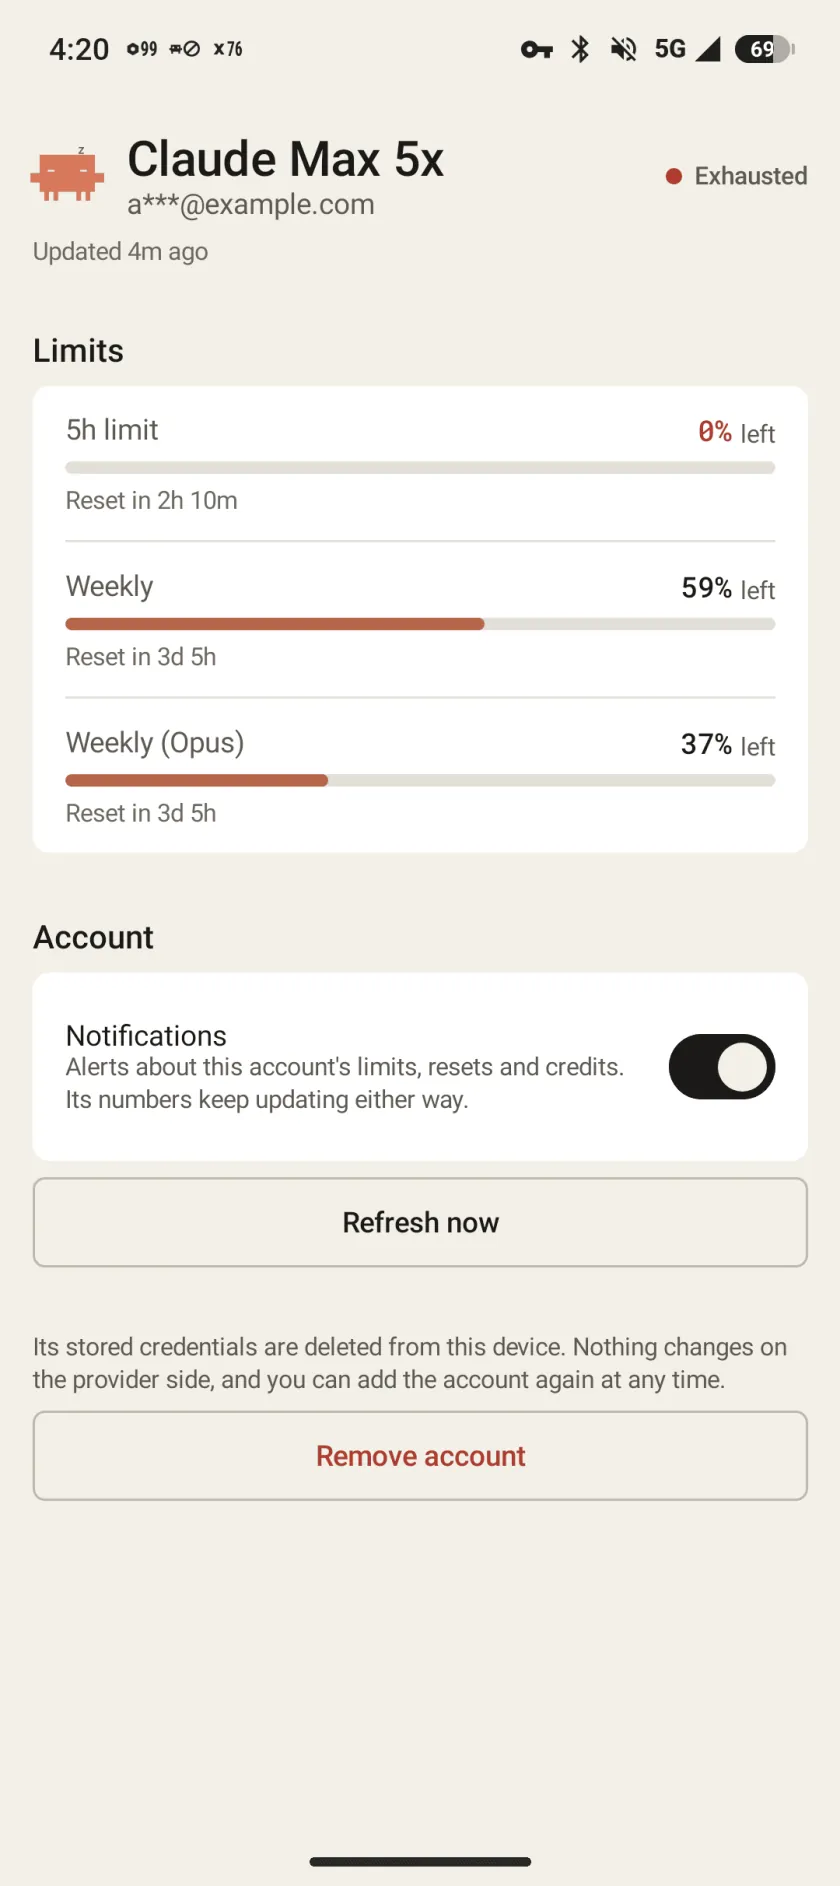 4:20 99 x 76 5G 69
z
Claude Max 5x
a***@example.com
Exhausted
Updated 4m ago
Limits
5h limit
0% left
Reset in 2h 10m
Weekly
59% left
Reset in 3d 5h
Weekly (Opus)
37% left
Reset in 3d 5h
Account
Notifications
Alerts about this account's limits, resets and credits.
Its numbers keep updating either way.
Refresh now
Its stored credentials are deleted from this device. Nothing changes on
the provider side, and you can add the account again at any time.
Remove account